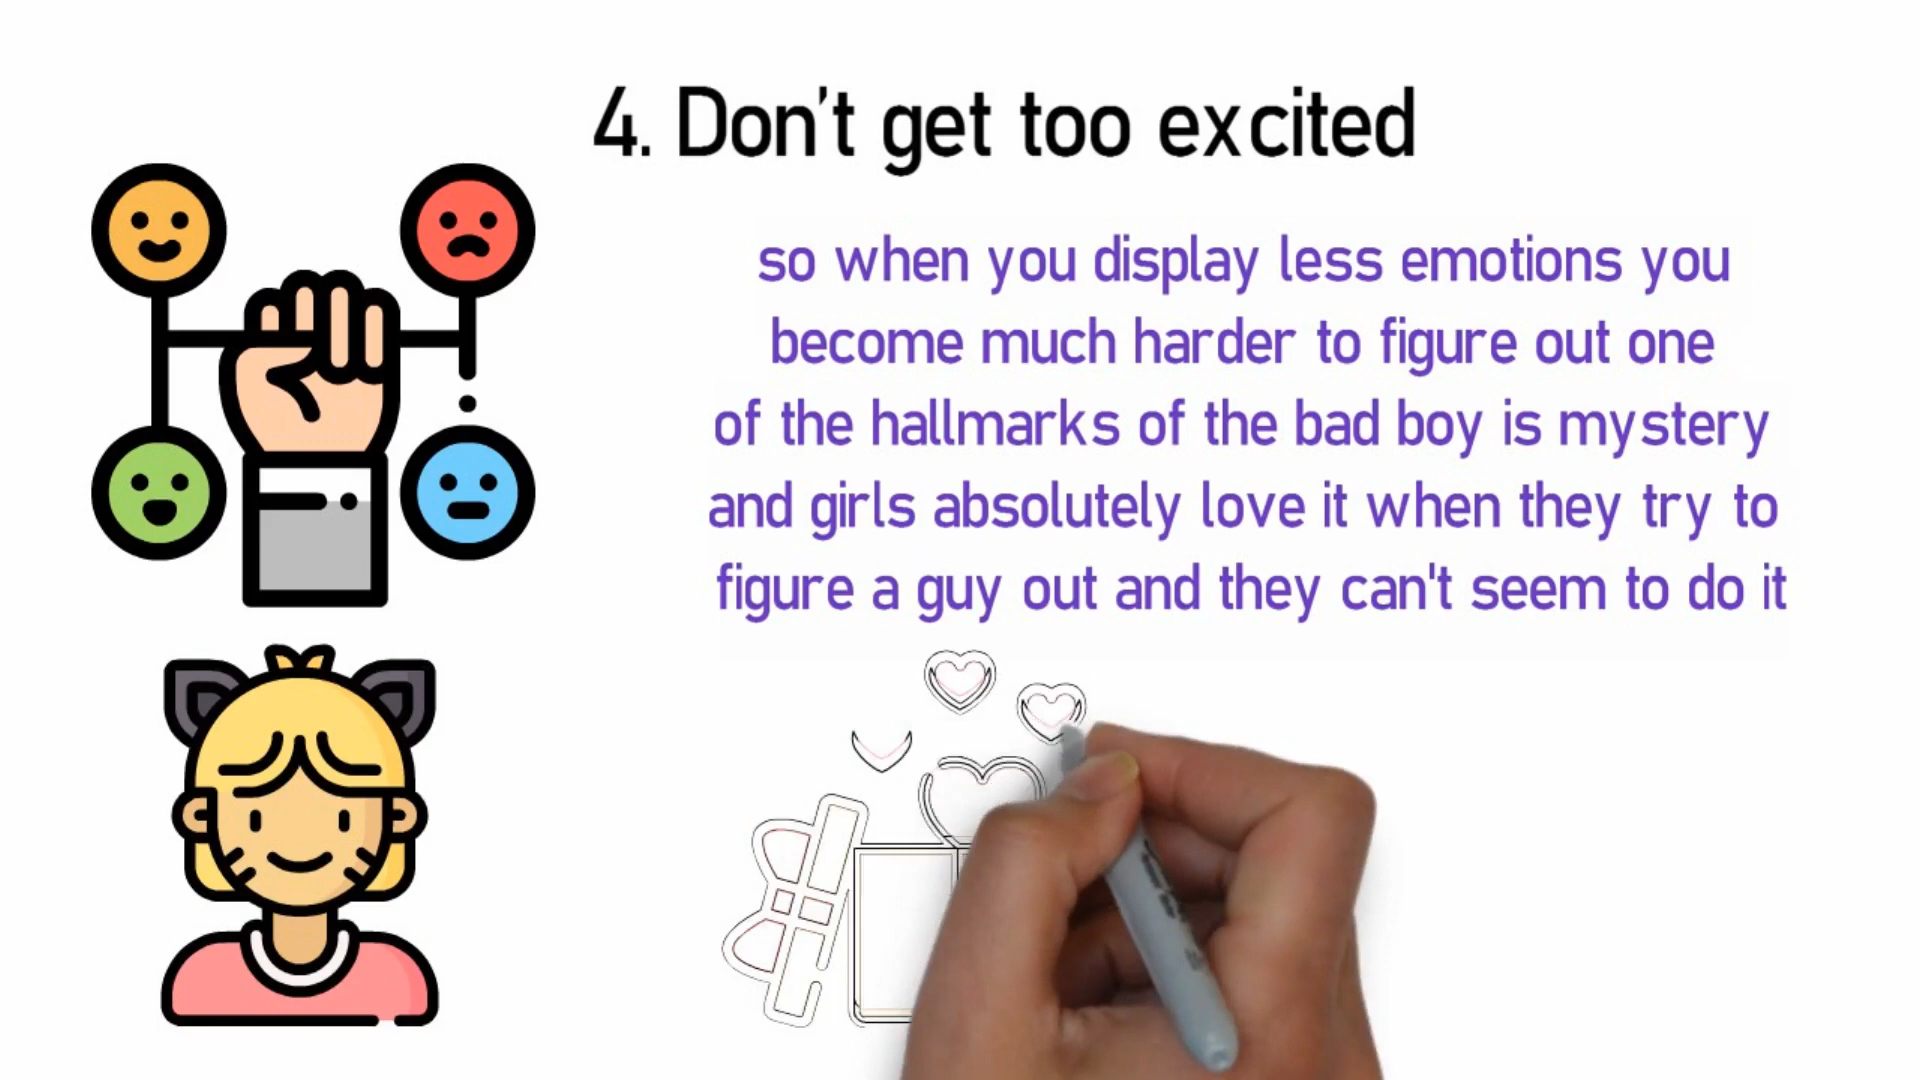 4. Don't get too excited
so when you display less emotions you
become much harder to figure out one
of the hallmarks of the bad boy is mystery
and girls absolutely love it when they try to
figure a guy out and they can't seem to do it